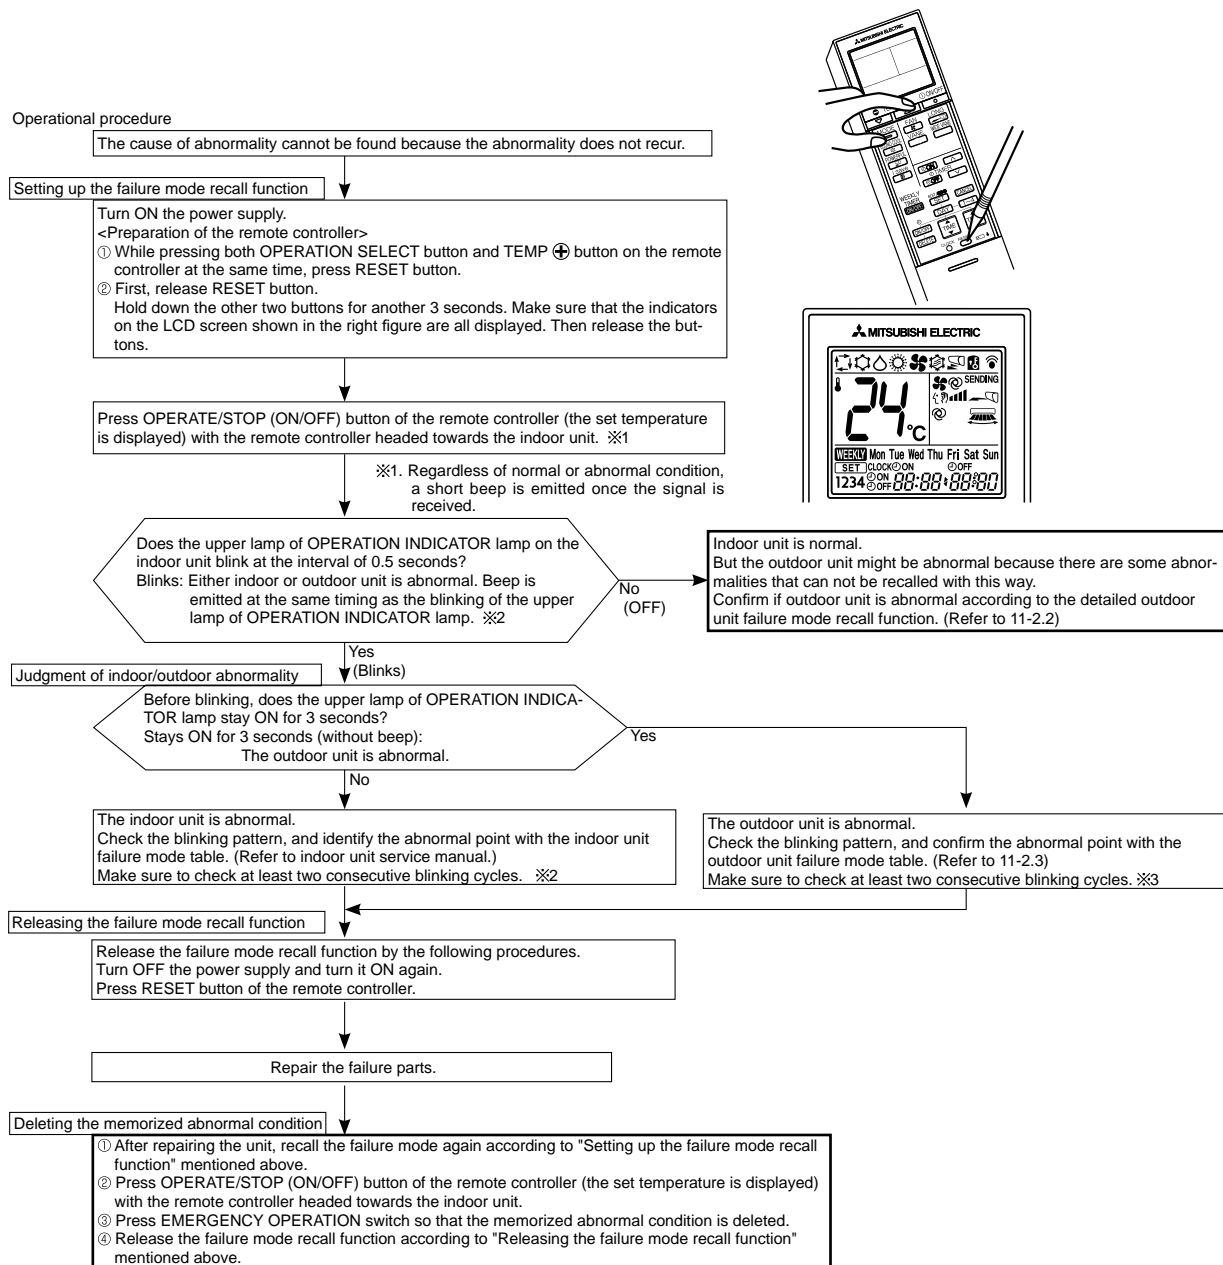 MITSUBISHI ELECTRIC
ON/OFF
Operational procedure
The cause of abnormality cannot be found because the abnormality does not recur.
Setting up the failure mode recall function
Turn ON the power supply.
<Preparation of the remote controller>
① While pressing both OPERATION SELECT button and TEMP ⊕ button on the remote
controller at the same time, press RESET button.
② First, release RESET button.
Hold down the other two buttons for another 3 seconds. Make sure that the indicators
on the LCD screen shown in the right figure are all displayed. Then release the but-
tons.
FAN
LONG
TIMER
WEEKLY
TIMER
TIME
CLOCK
MITSUBISHI ELECTRIC
SENDING
24°C
WEEKLY Mon Tue Wed Thu Fri Sat Sun
SET CLOCK ON OFF
1234 ON
OFF 88:88 88:80
Press OPERATE/STOP (ON/OFF) button of the remote controller (the set temperature
is displayed) with the remote controller headed towards the indoor unit. ※1
※1. Regardless of normal or abnormal condition,
a short beep is emitted once the signal is
received.
Does the upper lamp of OPERATION INDICATOR lamp on the
indoor unit blink at the interval of 0.5 seconds?
Blinks: Either indoor or outdoor unit is abnormal. Beep is
emitted at the same timing as the blinking of the upper
lamp of OPERATION INDICATOR lamp. ※2
No
(OFF)
Indoor unit is normal.
But the outdoor unit might be abnormal because there are some abnor-
malities that can not be recalled with this way.
Confirm if outdoor unit is abnormal according to the detailed outdoor
unit failure mode recall function. (Refer to 11-2.2)
Yes
(Blinks)
Judgment of indoor/outdoor abnormality
Before blinking, does the upper lamp of OPERATION INDICA-
TOR lamp stay ON for 3 seconds?
Stays ON for 3 seconds (without beep):
The outdoor unit is abnormal.
Yes
No
The indoor unit is abnormal.
Check the blinking pattern, and identify the abnormal point with the indoor unit
failure mode table. (Refer to indoor unit service manual.)
Make sure to check at least two consecutive blinking cycles. ※2
The outdoor unit is abnormal.
Check the blinking pattern, and confirm the abnormal point with the
outdoor unit failure mode table. (Refer to 11-2.3)
Make sure to check at least two consecutive blinking cycles. ※3
Releasing the failure mode recall function
Release the failure mode recall function by the following procedures.
Turn OFF the power supply and turn it ON again.
Press RESET button of the remote controller.
Repair the failure parts.
Deleting the memorized abnormal condition
① After repairing the unit, recall the failure mode again according to "Setting up the failure mode recall
function" mentioned above.
② Press OPERATE/STOP (ON/OFF) button of the remote controller (the set temperature is displayed)
with the remote controller headed towards the indoor unit.
③ Press EMERGENCY OPERATION switch so that the memorized abnormal condition is deleted.
④ Release the failure mode recall function according to "Releasing the failure mode recall function"
mentioned above.